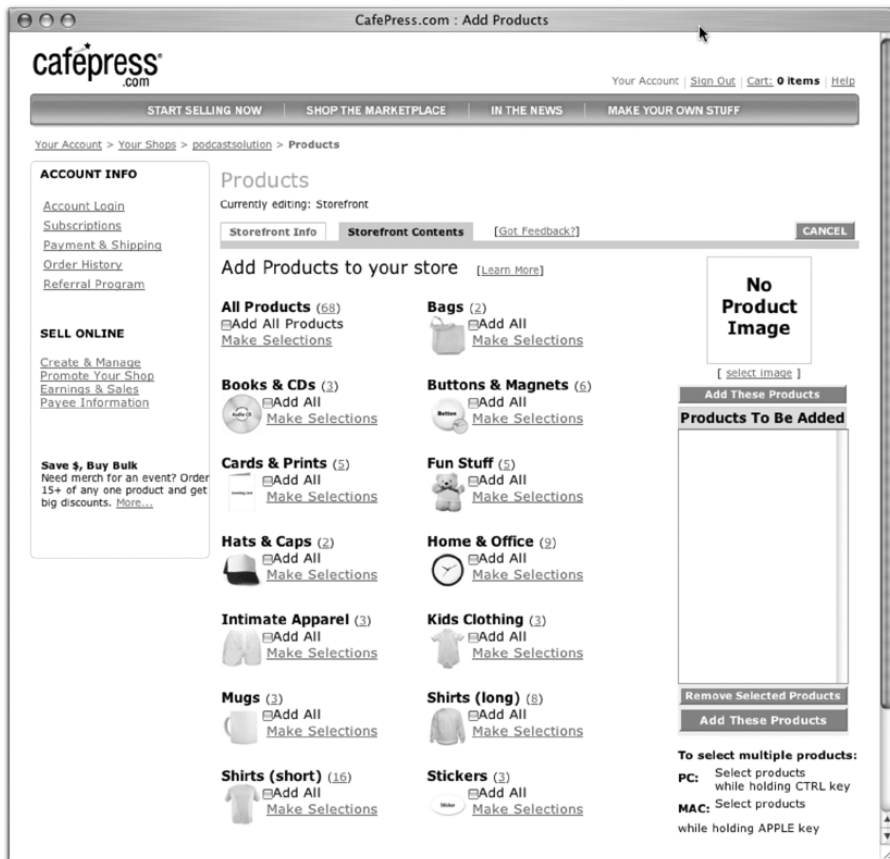 CafePress.com : Add Products
cafépress
.com
Your Account | Sign Out | Cart: 0 items | Help
START SELLING NOW | SHOP THE MARKETPLACE | IN THE NEWS | MAKE YOUR OWN STUFF
Your Account > Your Shops > podcastsolution > Products
ACCOUNT INFO
Account Login
Subscriptions
Payment & Shipping
Order History
Referral Program
SELL ONLINE
Create & Manage
Promote Your Shop
Earnings & Sales
Payee Information
Save $, Buy Bulk
Need merch for an event? Order
15+ of any one product and get
big discounts. More...
Products
Currently editing: Storefront
Storefront Info
Storefront Contents
[Got Feedback?]
CANCEL
Add Products to your store [Learn More]
All Products (68)
Add All Products
Make Selections
Bags (2)
Add All
Make Selections
Books & CDs (3)
Audio CD
Add All
Make Selections
Buttons & Magnets (6)
Button
Add All
Make Selections
Cards & Prints (5)
Add All
Make Selections
Fun Stuff (5)
Add All
Make Selections
Hats & Caps (2)
Add All
Make Selections
Home & Office (9)
Add All
Make Selections
Intimate Apparel (3)
Add All
Make Selections
Kids Clothing (3)
Add All
Make Selections
Mugs (3)
Add All
Make Selections
Shirts (long) (8)
Add All
Make Selections
Shirts (short) (16)
Add All
Make Selections
Stickers (3)
Sticker
Add All
Make Selections
No
Product
Image
[ select image ]
Add These Products
Products To Be Added
Remove Selected Products
Add These Products
To select multiple products:
PC: Select products
while holding CTRL key
MAC: Select products
while holding APPLE key